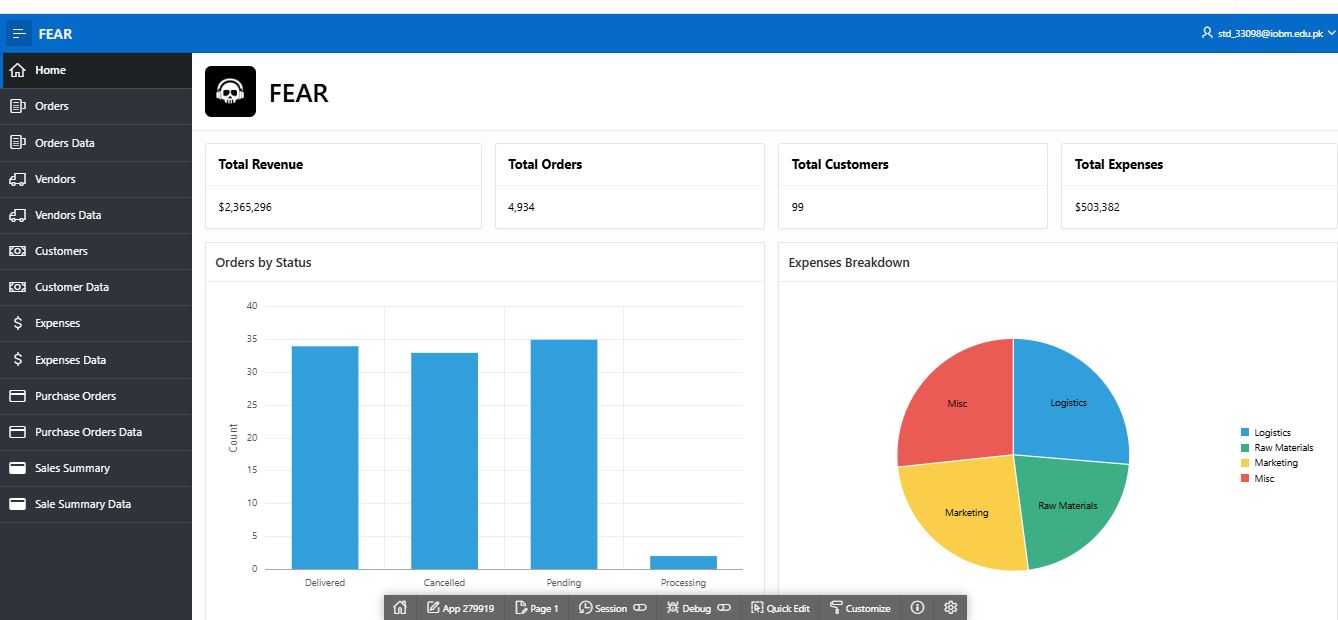 FEAR
std_33098@iobm.edu.pk
Home
Orders
Orders Data
Vendors
Vendors Data
Customers
Customer Data
Expenses
Expenses Data
Purchase Orders
Purchase Orders Data
Sales Summary
Sale Summary Data
FEAR
Total Revenue
$2,365,296
Total Orders
4,934
Total Customers
99
Total Expenses
$503,382
Orders by Status
40
35
30
25
20
15
10
5
0
Count
Delivered
Cancelled
Pending
Processing
Expenses Breakdown
Misc
Logistics
Marketing
Raw Materials
Logistics
Raw Materials
Marketing
Misc
App 279919
Page 1
Session
Debug
Quick Edit
Customize